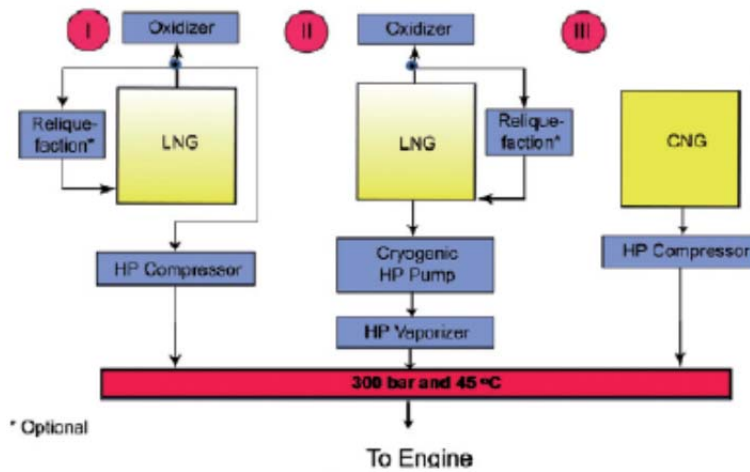 I
Oxidizer
II
Oxidizer
III
Relique-
faction*
LNG
LNG
Relique-
faction*
CNG
HP Compressor
Cryogenic
HP Pump
HP Compressor
HP Vaporizer
300 bar and 45 ºC
* Optional
To Engine